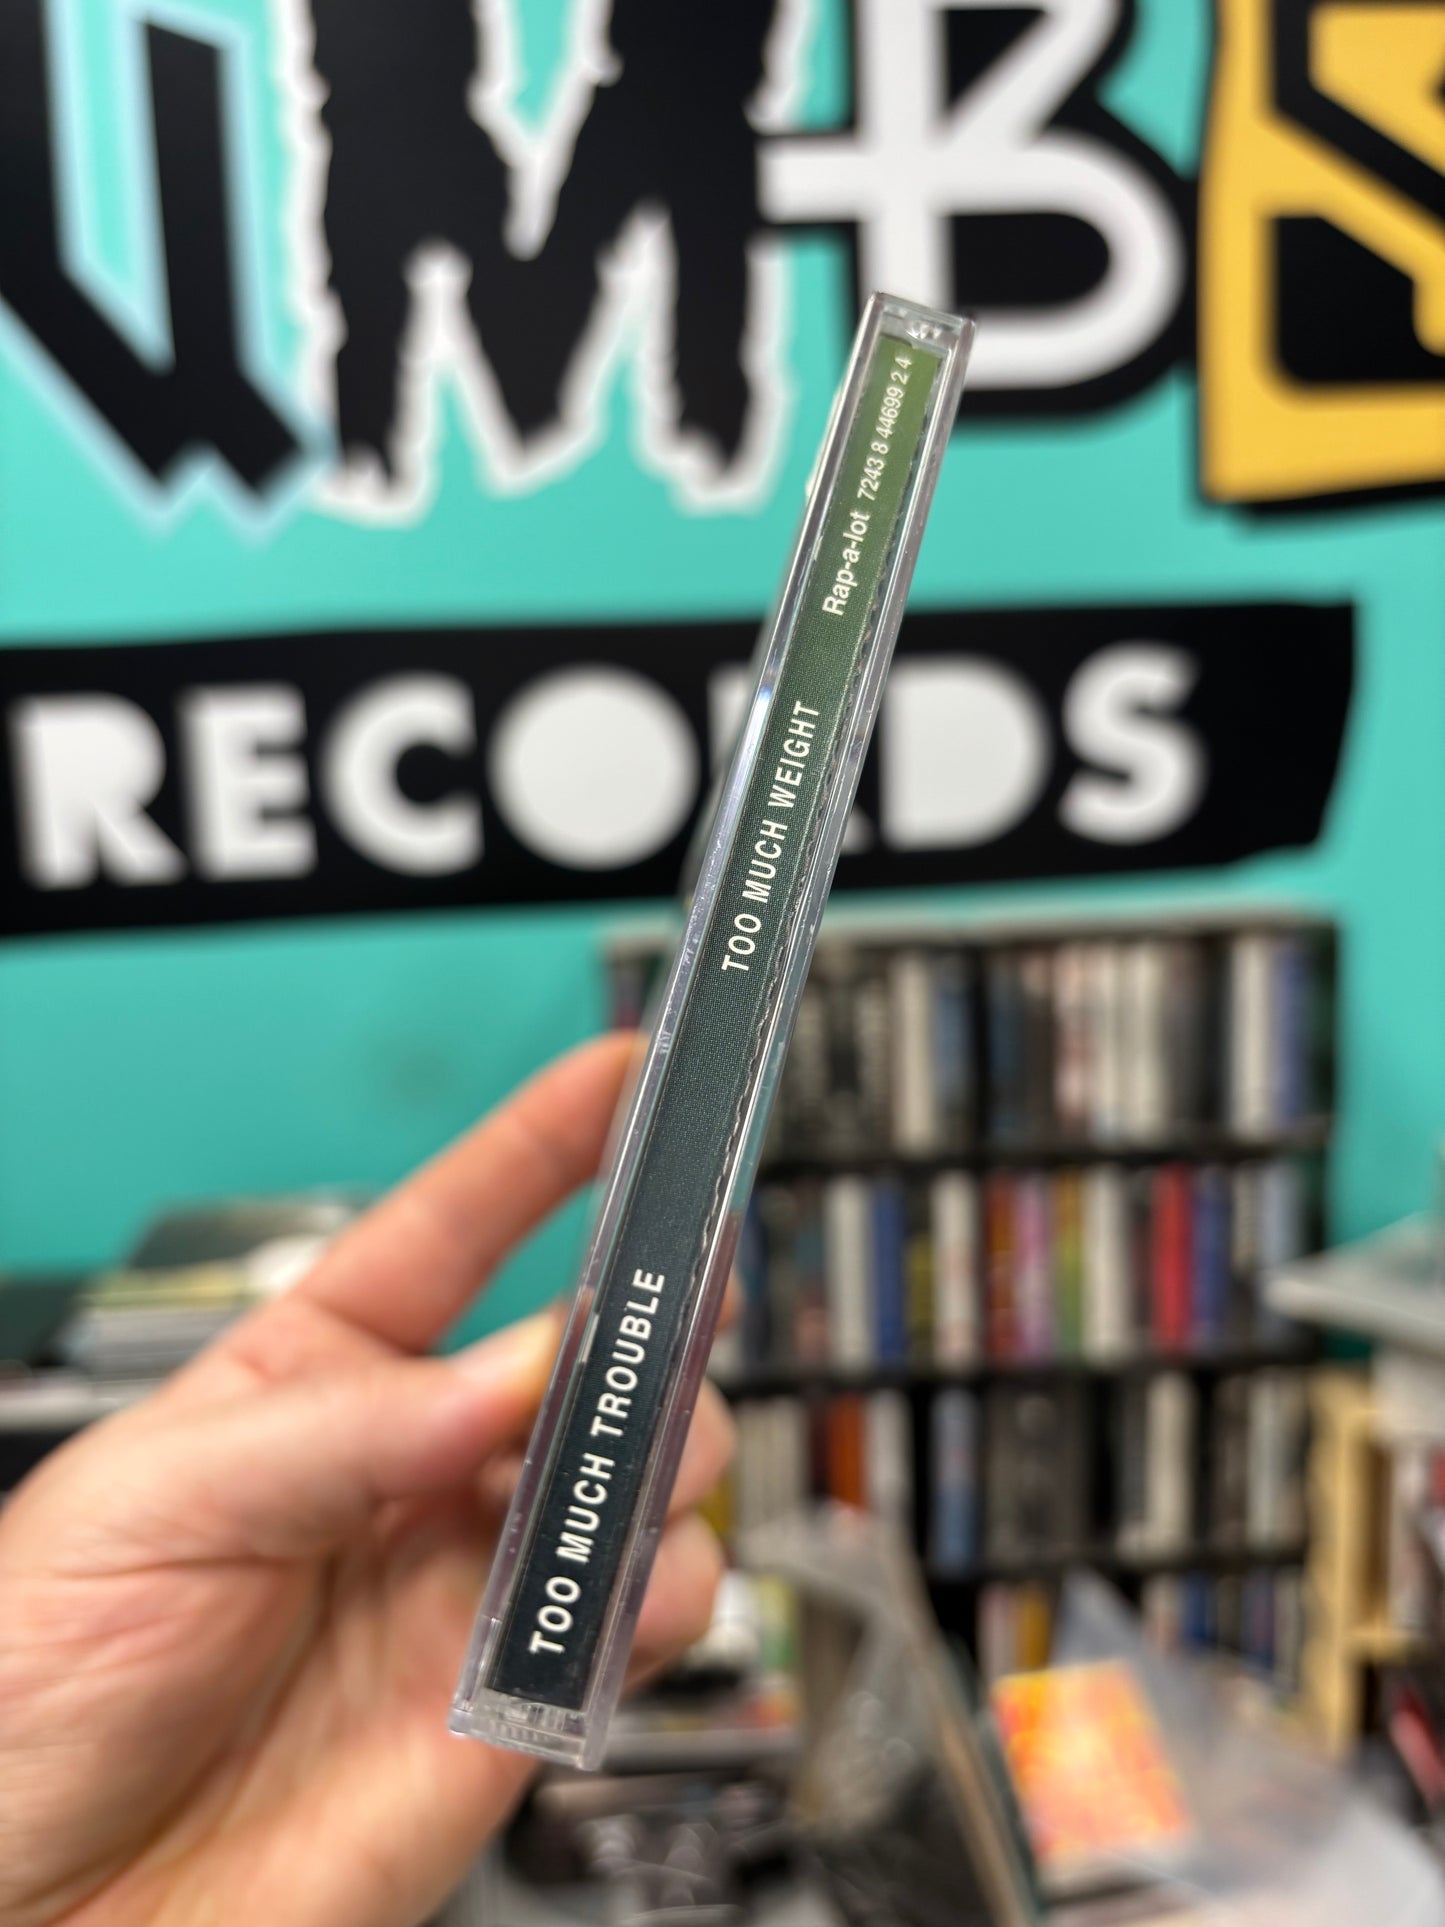 TOO MUCH TROUBLE TOO MUCH WEIGHT Rap-a-lot 7243 8 44699 2 4
RECORDS